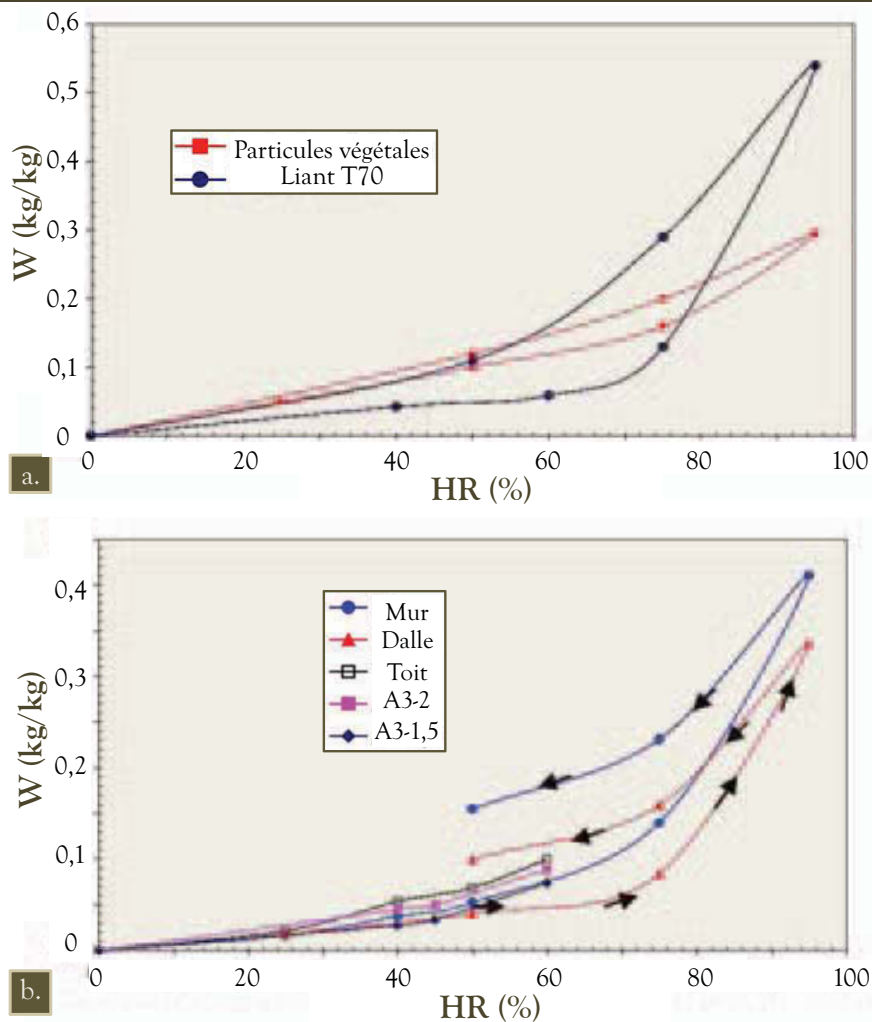 0,6
0,5
0,4
0,3
0,2
0,1
0
W (kg/kg)
Particules végétales
Liant T70
0 20 40 60 80 100
HR (%)
a.
0,4
0,3
0,2
0,1
0
W (kg/kg)
Mur
Dalle
Toit
A3-2
A3-1,5
0 20 40 60 80 100
HR (%)
b.